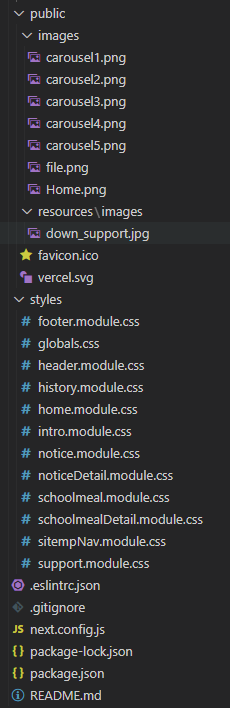 public
images
carousel1.png
carousel2.png
carousel3.png
carousel4.png
carousel5.png
file.png
Home.png
resources\images
down_support.jpg
favicon.ico
vercel.svg
styles
# footer.module.css
# globals.css
# header.module.css
# history.module.css
# home.module.css
# intro.module.css
# notice.module.css
# noticeDetail.module.css
# schoolmeal.module.css
# schoolmealDetail.module.css
# sitempNav.module.css
# support.module.css
.eslintrc.json
.gitignore
JS next.config.js
{ } package-lock.json
{ } package.json
README.md